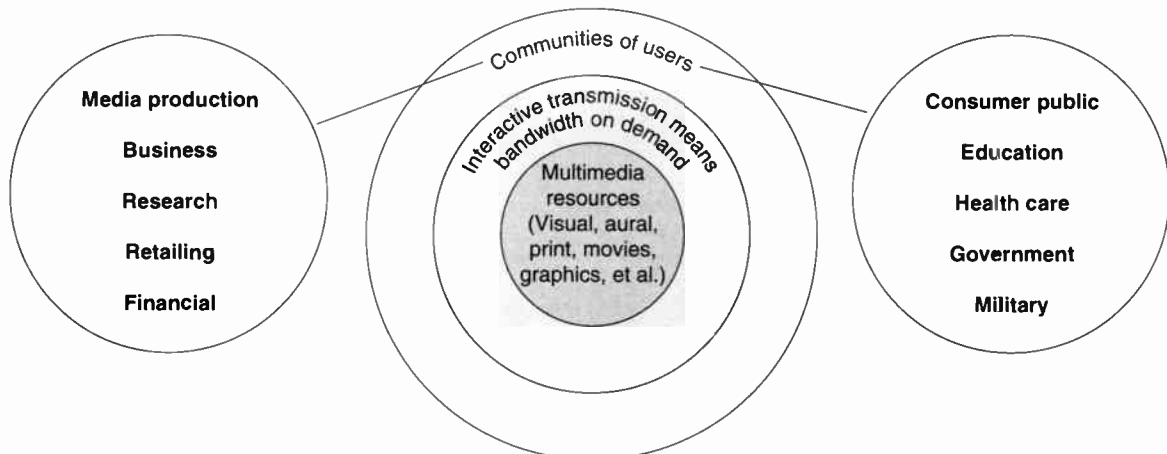 Communities of users
Media production
Business
Research
Retailing
Financial
Interactive transmission means
bandwidth on demand
Multimedia
resources
(Visual, aural,
print, movies,
graphics, et al.)
Consumer public
Education
Health care
Government
Military